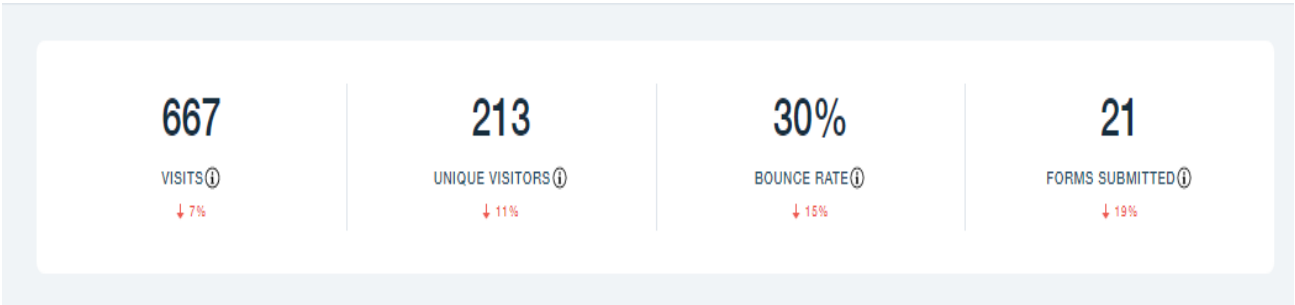 667
213
30%
21
VISITS
UNIQUE VISITORS
BOUNCE RATE
FORMS SUBMITTED
↓ 7%
↓ 11%
↓ 15%
↓ 19%